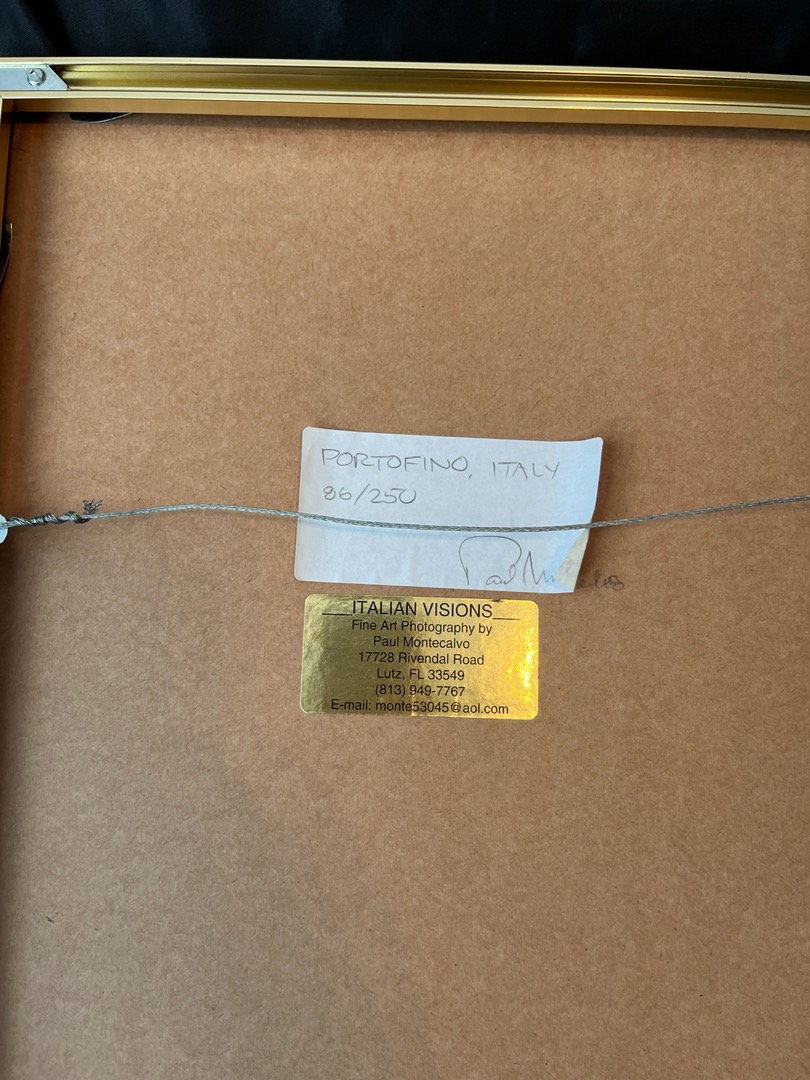 PORTOFINO, ITALY
86/250
Paul
ITALIAN VISIONS
Fine Art Photography by
Paul Montecalvo
17728 Rivendal Road
Lutz, FL 33549
(813) 949-7767
E-mail: monte53045@aol.com